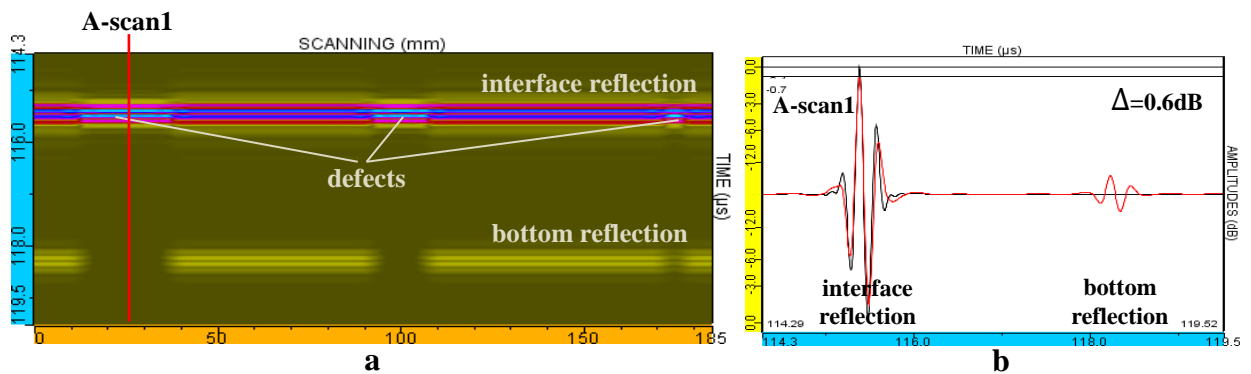 A-scan1
SCANNING (mm)
114.3
116.0
118.0
119.5
interface reflection
defects
bottom reflection
TIME (µs)
0
50
100
150
185
a
TIME (µs)
0.0
-3.0
-6.0
-12.0
-12.0
-6.0
-3.0
0.0
-0.7
A-scan1
Δ=0.6dB
AMPLITUDES (dB)
interface
reflection
bottom
reflection
114.29
119.52
114.3
116.0
118.0
119.5
b